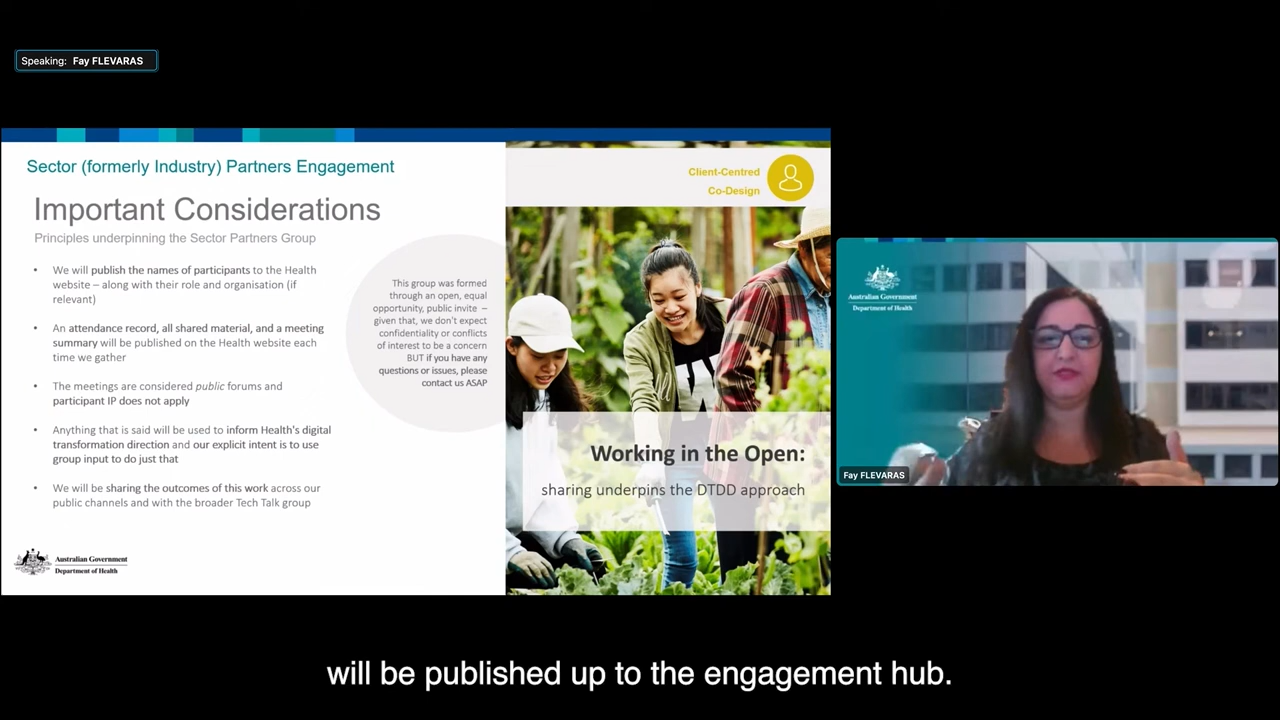 Speaking: Fay FLEVARAS
Sector (formerly Industry) Partners Engagement
Important Considerations
Principles underpinning the Sector Partners Group
• We will publish the names of participants to the Health
website – along with their role and organisation (if
relevant)
• An attendance record, all shared material, and a meeting
summary will be published on the Health website each
time we gather
• The meetings are considered public forums and
participant IP does not apply
• Anything that is said will be used to inform Health's digital
transformation direction and our explicit intent is to use
group input to do just that
• We will be sharing the outcomes of this work across our
public channels and with the broader Tech Talk group
This group was formed
through an open, equal
opportunity, public invite –
given that, we don't expect
confidentiality or conflicts
of interest to be a concern
BUT if you have any
questions or issues, please
contact us ASAP
Australian Government
Department of Health
Client-Centred
Co-Design
Working in the Open:
sharing underpins the DTDD approach
Australian Government
Department of Health
Fay FLEVARAS
will be published up to the engagement hub.